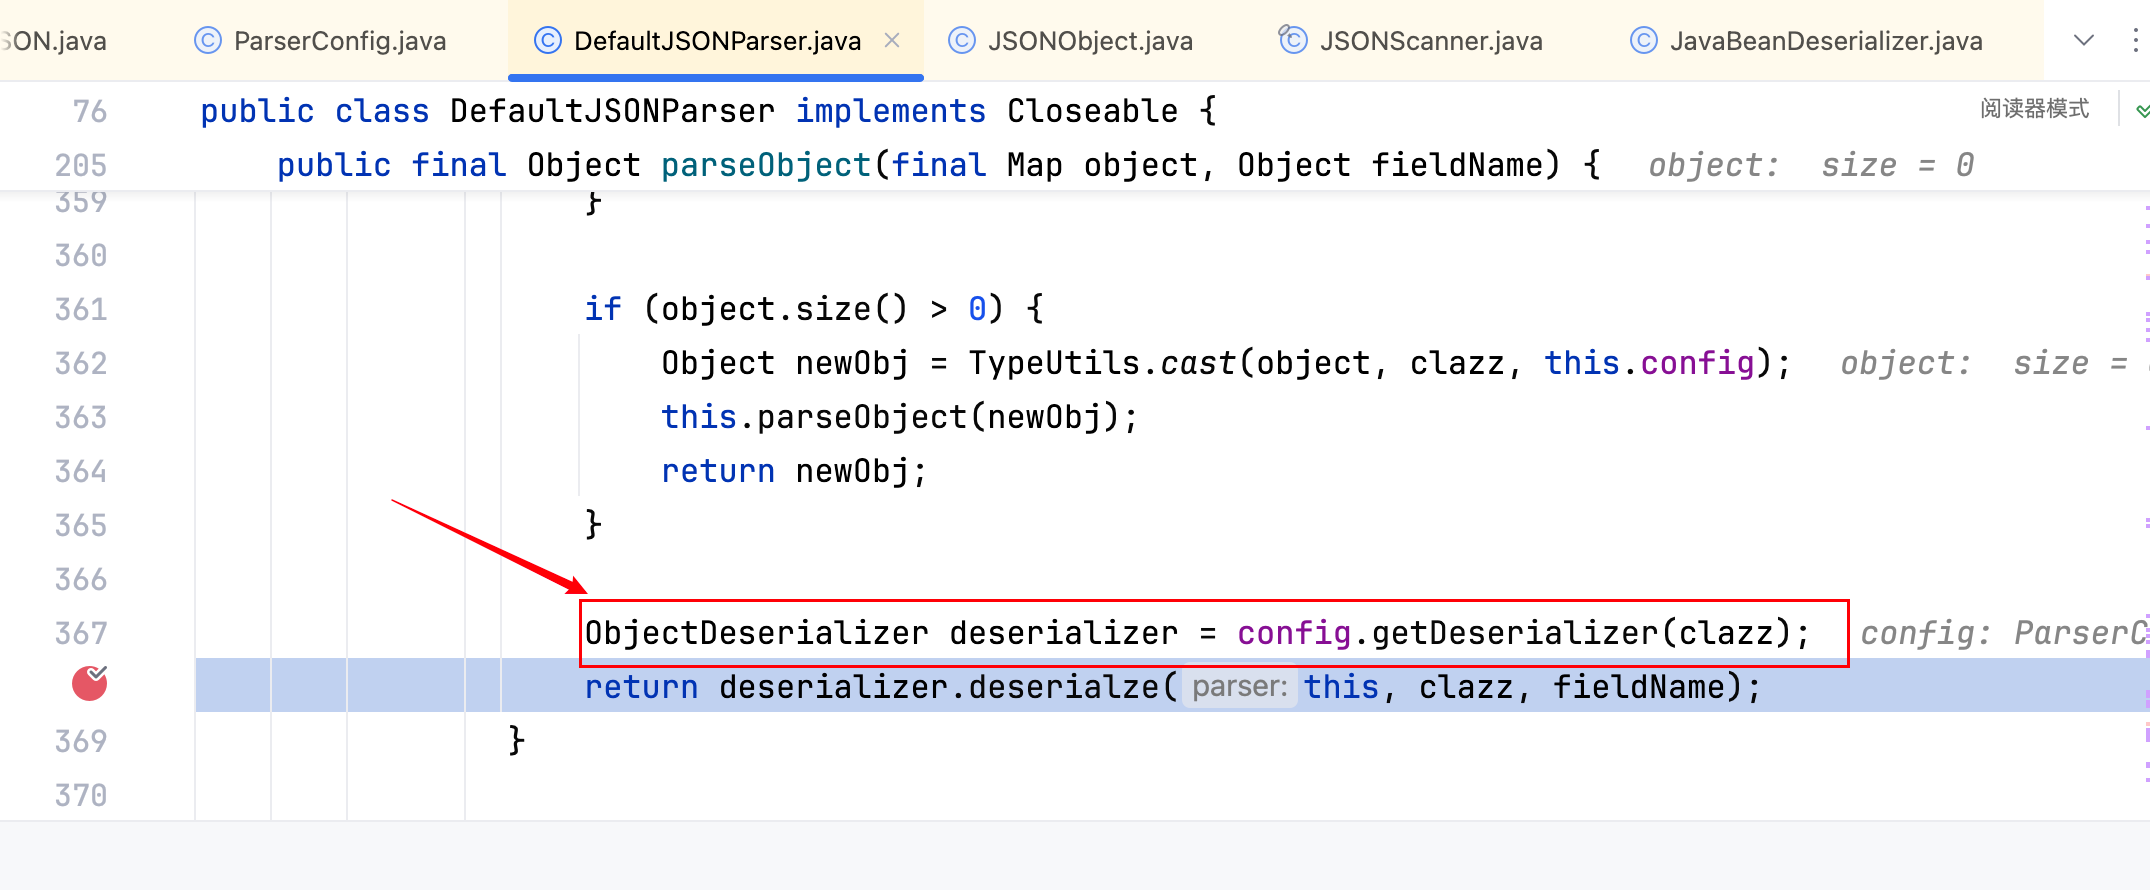 SON.java ParserConfig.java DefaultJSONParser.java JSONObject.java JSONScanner.java JavaBeanDeserializer.java
76 public class DefaultJSONParser implements Closeable { 阅读器模式
205 public final Object parseObject(final Map object, Object fieldName) { object: size = 0
359 }
360
361 if (object.size() > 0) {
362 Object newObj = TypeUtils.cast(object, clazz, this.config); object: size =
363 this.parseObject(newObj);
364 return newObj;
365 }
366
367 ObjectDeserializer deserializer = config.getDeserializer(clazz); config: ParserC
return deserializer.deserialze( parser: this, clazz, fieldName);
369 }
370